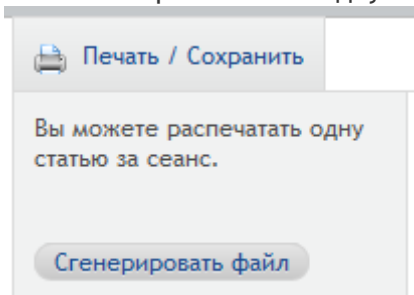 Печать / Сохранить
Вы можете распечатать одну
статью за сеанс.
Сгенерировать файл